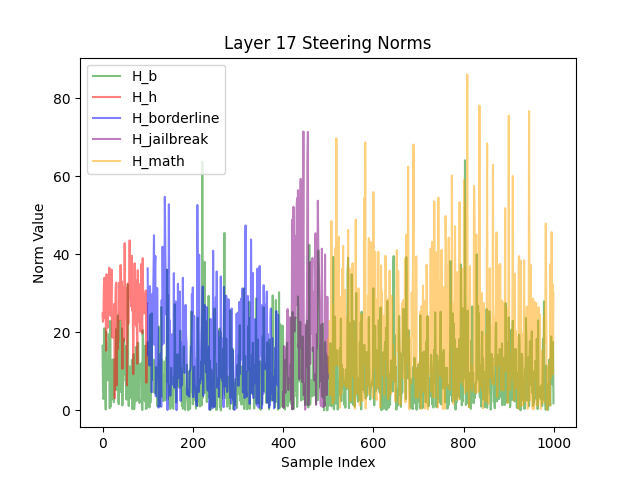 Layer 17 Steering Norms
H_b
H_h
H_borderline
H_jailbreak
H_math
Norm Value
80
60
40
20
0
0 200 400 600 800 1000
Sample Index